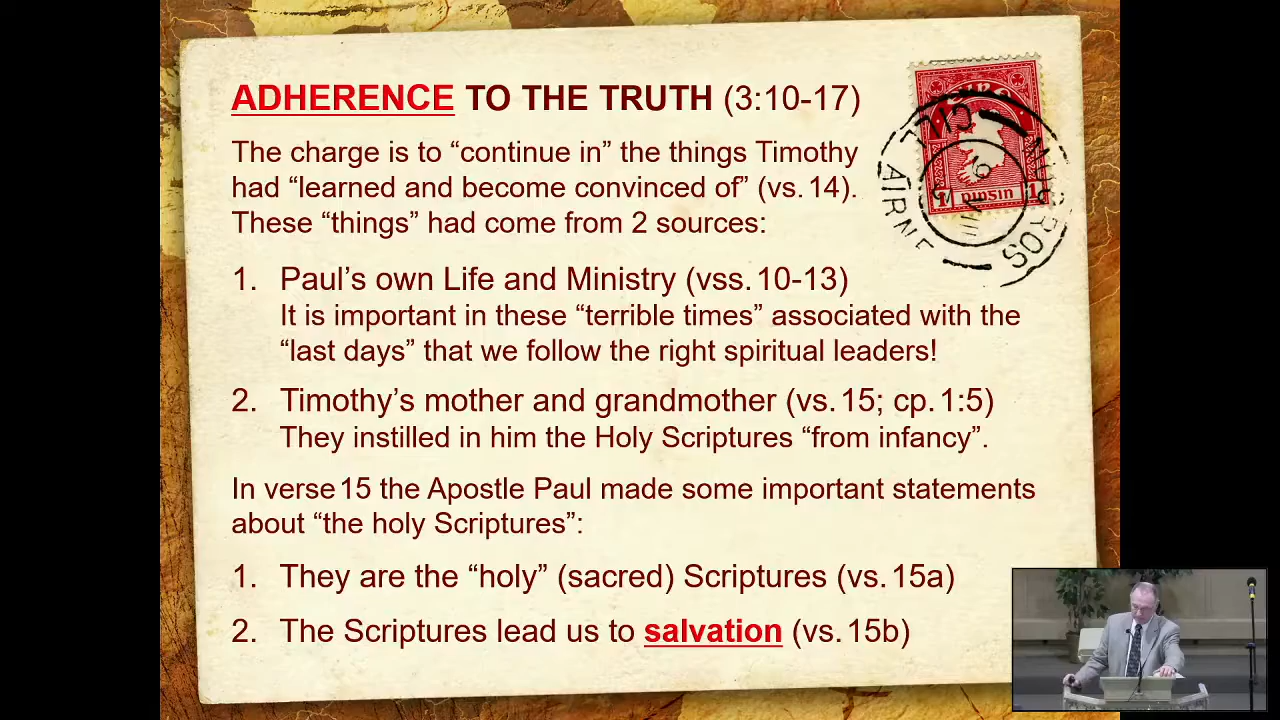 ADHERENCE TO THE TRUTH (3:10-17)
The charge is to “continue in” the things Timothy
had “learned and become convinced of” (vs. 14).
These “things” had come from 2 sources:
1. Paul’s own Life and Ministry (vss. 10-13)
It is important in these “terrible times” associated with the
“last days” that we follow the right spiritual leaders!
2. Timothy’s mother and grandmother (vs. 15; cp. 1:5)
They instilled in him the Holy Scriptures “from infancy”.
In verse 15 the Apostle Paul made some important statements
about “the holy Scriptures”:
1. They are the “holy” (sacred) Scriptures (vs. 15a)
2. The Scriptures lead us to salvation (vs. 15b)